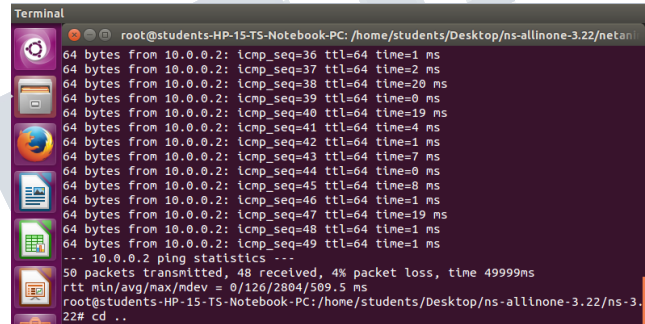 Terminal
root@students-HP-15-TS-Notebook-PC: /home/students/Desktop/ns-allinone-3.22/netani
64 bytes from 10.0.0.2: icmp_seq=36 ttl=64 time=1 ms
64 bytes from 10.0.0.2: icmp_seq=37 ttl=64 time=2 ms
64 bytes from 10.0.0.2: icmp_seq=38 ttl=64 time=20 ms
64 bytes from 10.0.0.2: icmp_seq=39 ttl=64 time=0 ms
64 bytes from 10.0.0.2: icmp_seq=40 ttl=64 time=19 ms
64 bytes from 10.0.0.2: icmp_seq=41 ttl=64 time=4 ms
64 bytes from 10.0.0.2: icmp_seq=42 ttl=64 time=1 ms
64 bytes from 10.0.0.2: icmp_seq=43 ttl=64 time=7 ms
64 bytes from 10.0.0.2: icmp_seq=44 ttl=64 time=0 ms
64 bytes from 10.0.0.2: icmp_seq=45 ttl=64 time=8 ms
64 bytes from 10.0.0.2: icmp_seq=46 ttl=64 time=1 ms
64 bytes from 10.0.0.2: icmp_seq=47 ttl=64 time=19 ms
64 bytes from 10.0.0.2: icmp_seq=48 ttl=64 time=1 ms
64 bytes from 10.0.0.2: icmp_seq=49 ttl=64 time=1 ms
--- 10.0.0.2 ping statistics ---
50 packets transmitted, 48 received, 4% packet loss, time 49999ms
rtt min/avg/max/mdev = 0/126/2804/509.5 ms
root@students-HP-15-TS-Notebook-PC:/home/students/Desktop/ns-allinone-3.22/ns-3.
22# cd ..